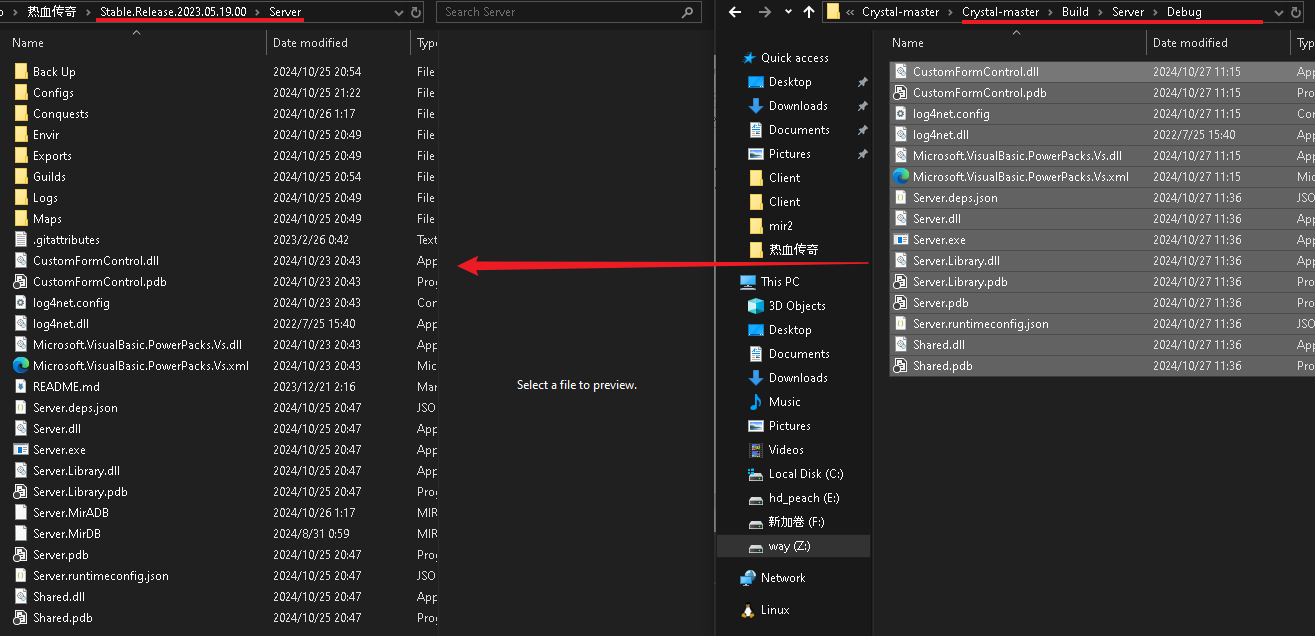 热血传奇 > Stable.Release.2023.05.19.00 > Server
Search Server
Name Date modified Typ
Back Up 2024/10/25 20:54 File
Configs 2024/10/25 21:22 File
Conquests 2024/10/26 1:17 File
Envir 2024/10/25 20:49 File
Exports 2024/10/25 20:49 File
Guilds 2024/10/25 20:54 File
Logs 2024/10/25 20:49 File
Maps 2024/10/25 20:49 File
.gitattributes 2023/2/26 0:42 Text
CustomFormControl.dll 2024/10/23 20:43 App
CustomFormControl.pdb 2024/10/23 20:43 Prog
log4net.config 2024/10/23 20:43 Con
log4net.dll 2022/7/25 15:40 App
Microsoft.VisualBasic.PowerPacks.Vs.dll 2024/10/23 20:43 App
Microsoft.VisualBasic.PowerPacks.Vs.xml 2024/10/23 20:43 Mic
README.md 2023/12/21 2:16 Mar
Server.deps.json 2024/10/25 20:47 JSO
Server.dll 2024/10/25 20:47 App
Server.exe 2024/10/25 20:47 App
Server.Library.dll 2024/10/25 20:47 App
Server.Library.pdb 2024/10/25 20:47 Prog
Server.MirADB 2024/10/26 1:17 MIR
Server.MirDB 2024/8/31 0:59 MIR
Server.pdb 2024/10/25 20:47 Prog
Server.runtimeconfig.json 2024/10/25 20:47 JSO
Shared.dll 2024/10/25 20:47 App
Shared.pdb 2024/10/25 20:47 Prog
Select a file to preview.
« Crystal-master > Crystal-master > Build > Server > Debug
Quick access
Desktop
Downloads
Documents
Pictures
Client
Client
mir2
热血传奇
This PC
3D Objects
Desktop
Documents
Downloads
Music
Pictures
Videos
Local Disk (C:)
hd_peach (E:)
新加卷 (F:)
way (Z:)
Network
Linux
Name Date modified Typ
CustomFormControl.dll 2024/10/27 11:15 App
CustomFormControl.pdb 2024/10/27 11:15 Pro
log4net.config 2024/10/27 11:15 Con
log4net.dll 2022/7/25 15:40 App
Microsoft.VisualBasic.PowerPacks.Vs.dll 2024/10/27 11:15 App
Microsoft.VisualBasic.PowerPacks.Vs.xml 2024/10/27 11:15 Mic
Server.deps.json 2024/10/27 11:36 JSO
Server.dll 2024/10/27 11:36 App
Server.exe 2024/10/27 11:36 App
Server.Library.dll 2024/10/27 11:36 App
Server.Library.pdb 2024/10/27 11:36 Pro
Server.pdb 2024/10/27 11:36 Pro
Server.runtimeconfig.json 2024/10/27 11:36 JSO
Shared.dll 2024/10/27 11:36 App
Shared.pdb 2024/10/27 11:36 Pro